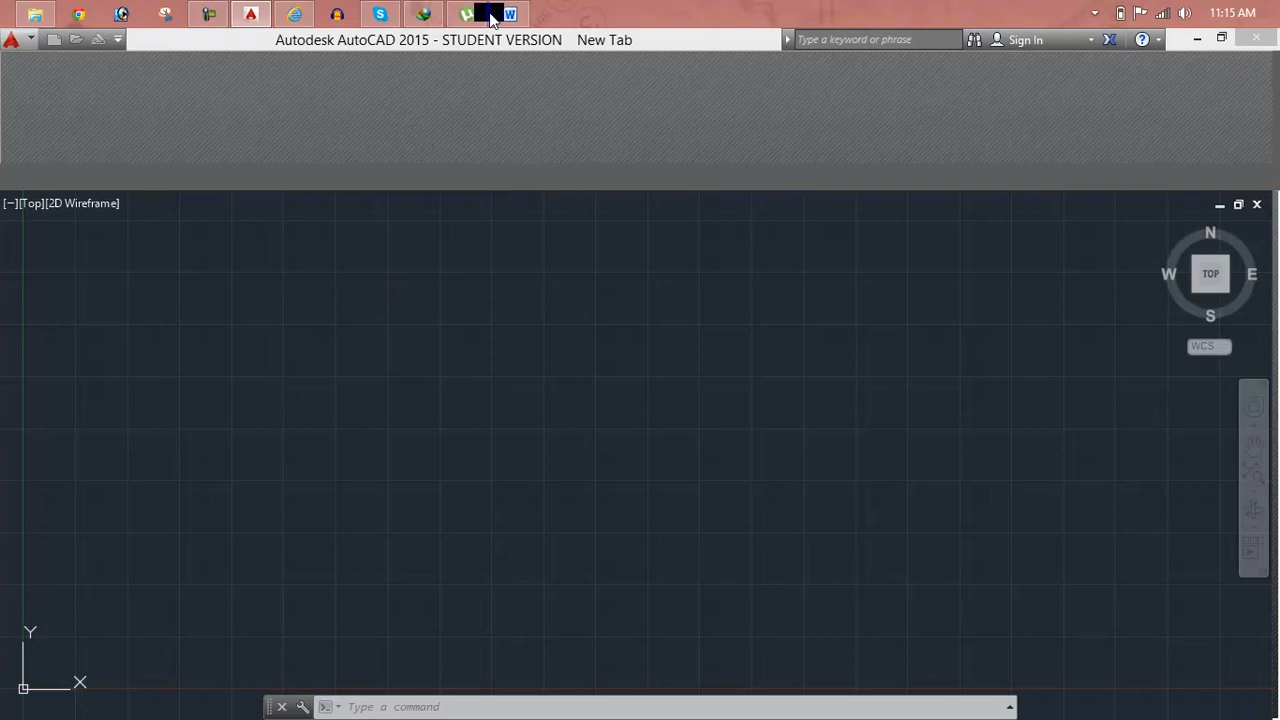 11:15 AM
Autodesk AutoCAD 2015 - STUDENT VERSION New Tab
Type a keyword or phrase
Sign In
[−][Top][2D Wireframe]
N
W TOP E
S
WCS
Y
X
Type a command